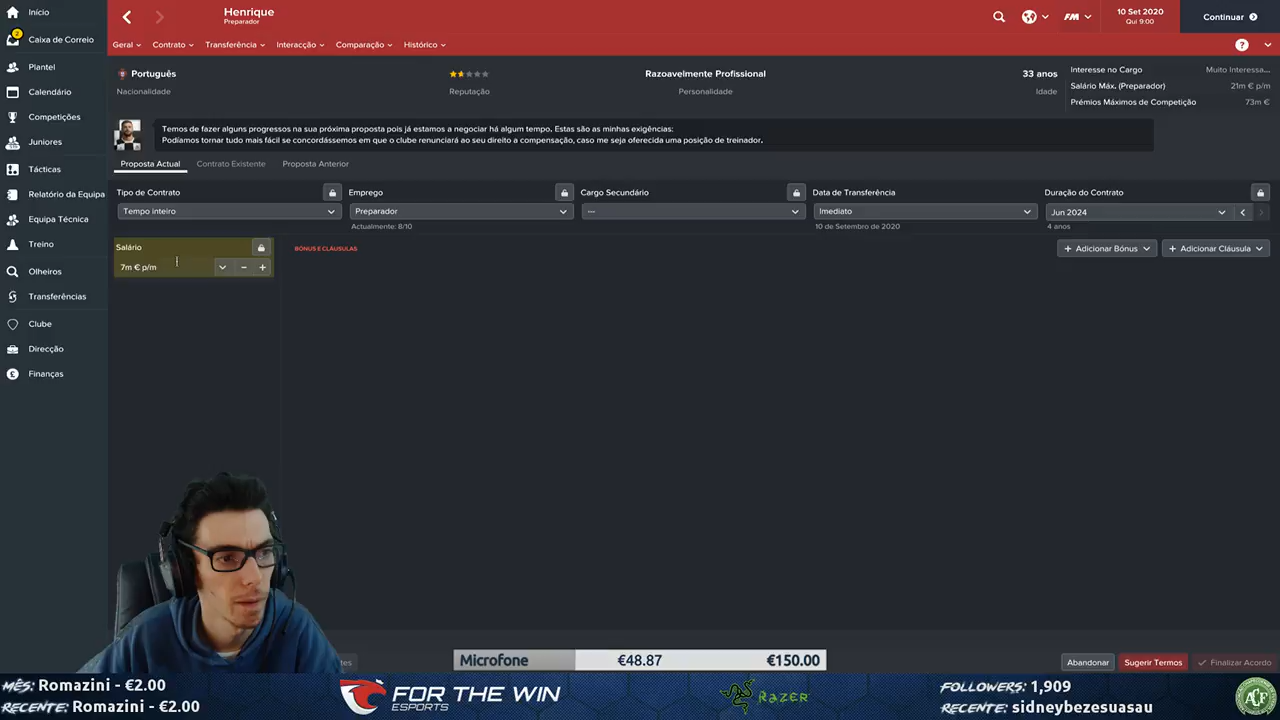 Início
Henrique
Preparador
10 Set 2020
Qui 9:00
FM
Continuar
2
Caixa de Correio
Geral
Contrato
Transferência
Interacção
Comparação
Histórico
?
Plantel
Calendário
Competições
Juniores
Tácticas
Relatório da Equipa
Equipa Técnica
Treino
Olheiros
Transferências
Clube
Direcção
Finanças
Português
Nacionalidade
Reputação
Razoavelmente Profissional
Personalidade
33 anos
Idade
Interesse no Cargo Muito Interessa...
Salário Máx. (Preparador) 21m € p/m
Prémios Máximos de Competição 73m €
Temos de fazer alguns progressos na sua próxima proposta pois já estamos a negociar há algum tempo. Estas são as minhas exigências:
Podíamos tornar tudo mais fácil se concordássemos em que o clube renunciará ao seu direito a compensação, caso me seja oferecida uma posição de treinador.
Proposta Actual
Contrato Existente
Proposta Anterior
Tipo de Contrato
Tempo inteiro
Emprego
Preparador
Actualmente: 8/10
Cargo Secundário
---
Data de Transferência
Imediato
10 de Setembro de 2020
Duração do Contrato
Jun 2024
4 anos
Salário
7m € p/m
BÓNUS E CLÁUSULAS
+ Adicionar Bónus
+ Adicionar Cláusula
Microfone €48.87 €150.00
Abandonar
Sugerir Termos
Finalizar Acordo
MÊS: Romazini - €2.00
RECENTE: Romazini - €2.00
FOR THE WIN
ESPORTS
RAZER
FOLLOWERS: 1,909
RECENTE: sidneybezesuasau